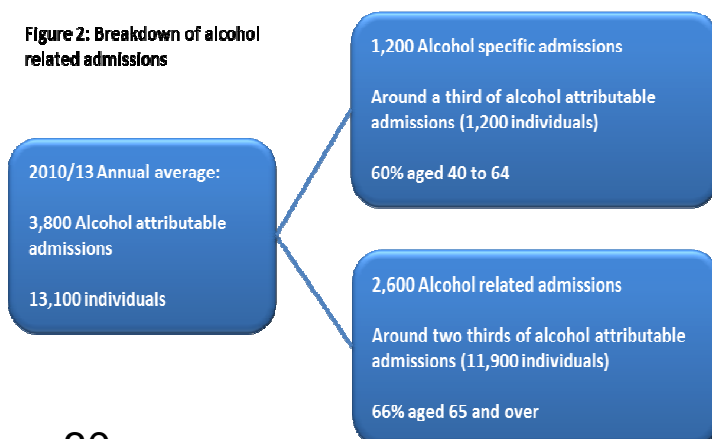 Figure 2: Breakdown of alcohol
related admissions
2010/13 Annual average:
3,800 Alcohol attributable
admissions
13,100 individuals
1,200 Alcohol specific admissions
Around a third of alcohol attributable
admissions (1,200 individuals)
60% aged 40 to 64
2,600 Alcohol related admissions
Around two thirds of alcohol attributable
admissions (11,900 individuals)
66% aged 65 and over